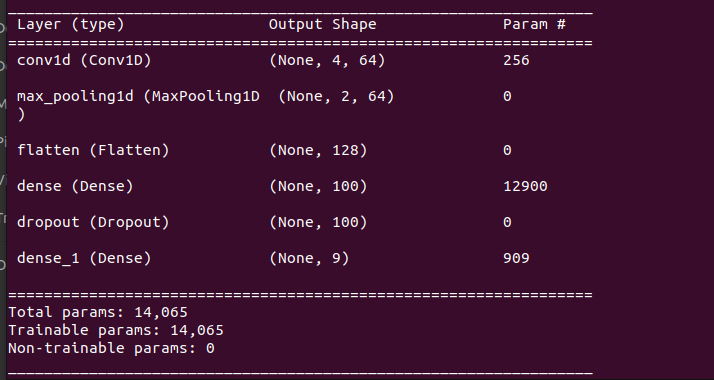 _________________________________________________________________
Layer (type) Output Shape Param #
=================================================================
conv1d (Conv1D) (None, 4, 64) 256
max_pooling1d (MaxPooling1D (None, 2, 64) 0
)
flatten (Flatten) (None, 128) 0
dense (Dense) (None, 100) 12900
dropout (Dropout) (None, 100) 0
dense_1 (Dense) (None, 9) 909
=================================================================
Total params: 14,065
Trainable params: 14,065
Non-trainable params: 0
_________________________________________________________________